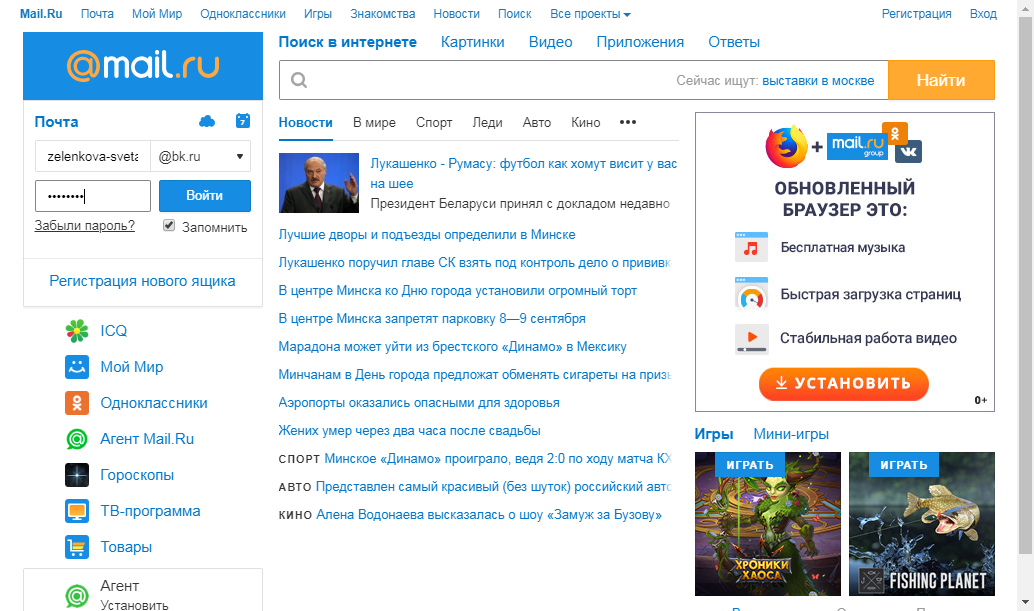 Mail.Ru Почта Мой Мир Одноклассники Игры Знакомства Новости Поиск Все проекты Регистрация Вход
@mail.ru
Поиск в интернете Картинки Видео Приложения Ответы
Сейчас ищут: выставки в москве Найти
Почта 7
zelenkova-sveta @bk.ru
•••••••• Войти
Забыли пароль? Запомнить
Регистрация нового ящика
ICQ
Мой Мир
Одноклассники
Агент Mail.Ru
Гороскопы
ТВ-программа
Товары
Агент
Установить
Новости В мире Спорт Леди Авто Кино •••
Лукашенко - Румасу: футбол как хомут висит у вас
на шее
Президент Беларуси принял с докладом недавно
Лучшие дворы и подъезды определили в Минске
Лукашенко поручил главе СК взять под контроль дело о прививк
В центре Минска ко Дню города установили огромный торт
В центре Минска запретят парковку 8—9 сентября
Марадона может уйти из брестского «Динамо» в Мексику
Минчанам в День города предложат обменять сигареты на призы
Аэропорты оказались опасными для здоровья
Жених умер через два часа после свадьбы
СПОРТ Минское «Динамо» проиграло, ведя 2:0 по ходу матча КХ
АВТО Представлен самый красивый (без шуток) российский авто
КИНО Алена Водонаева высказалась о шоу «Замуж за Бузову»
+ mail.ru
group
ОБНОВЛЕННЫЙ
БРАУЗЕР ЭТО:
Бесплатная музыка
Быстрая загрузка страниц
Стабильная работа видео
УСТАНОВИТЬ
0+
Игры Мини-игры
ИГРАТЬ ИГРАТЬ
ХРОНИКИ
ХАОСА
FISHING PLANET